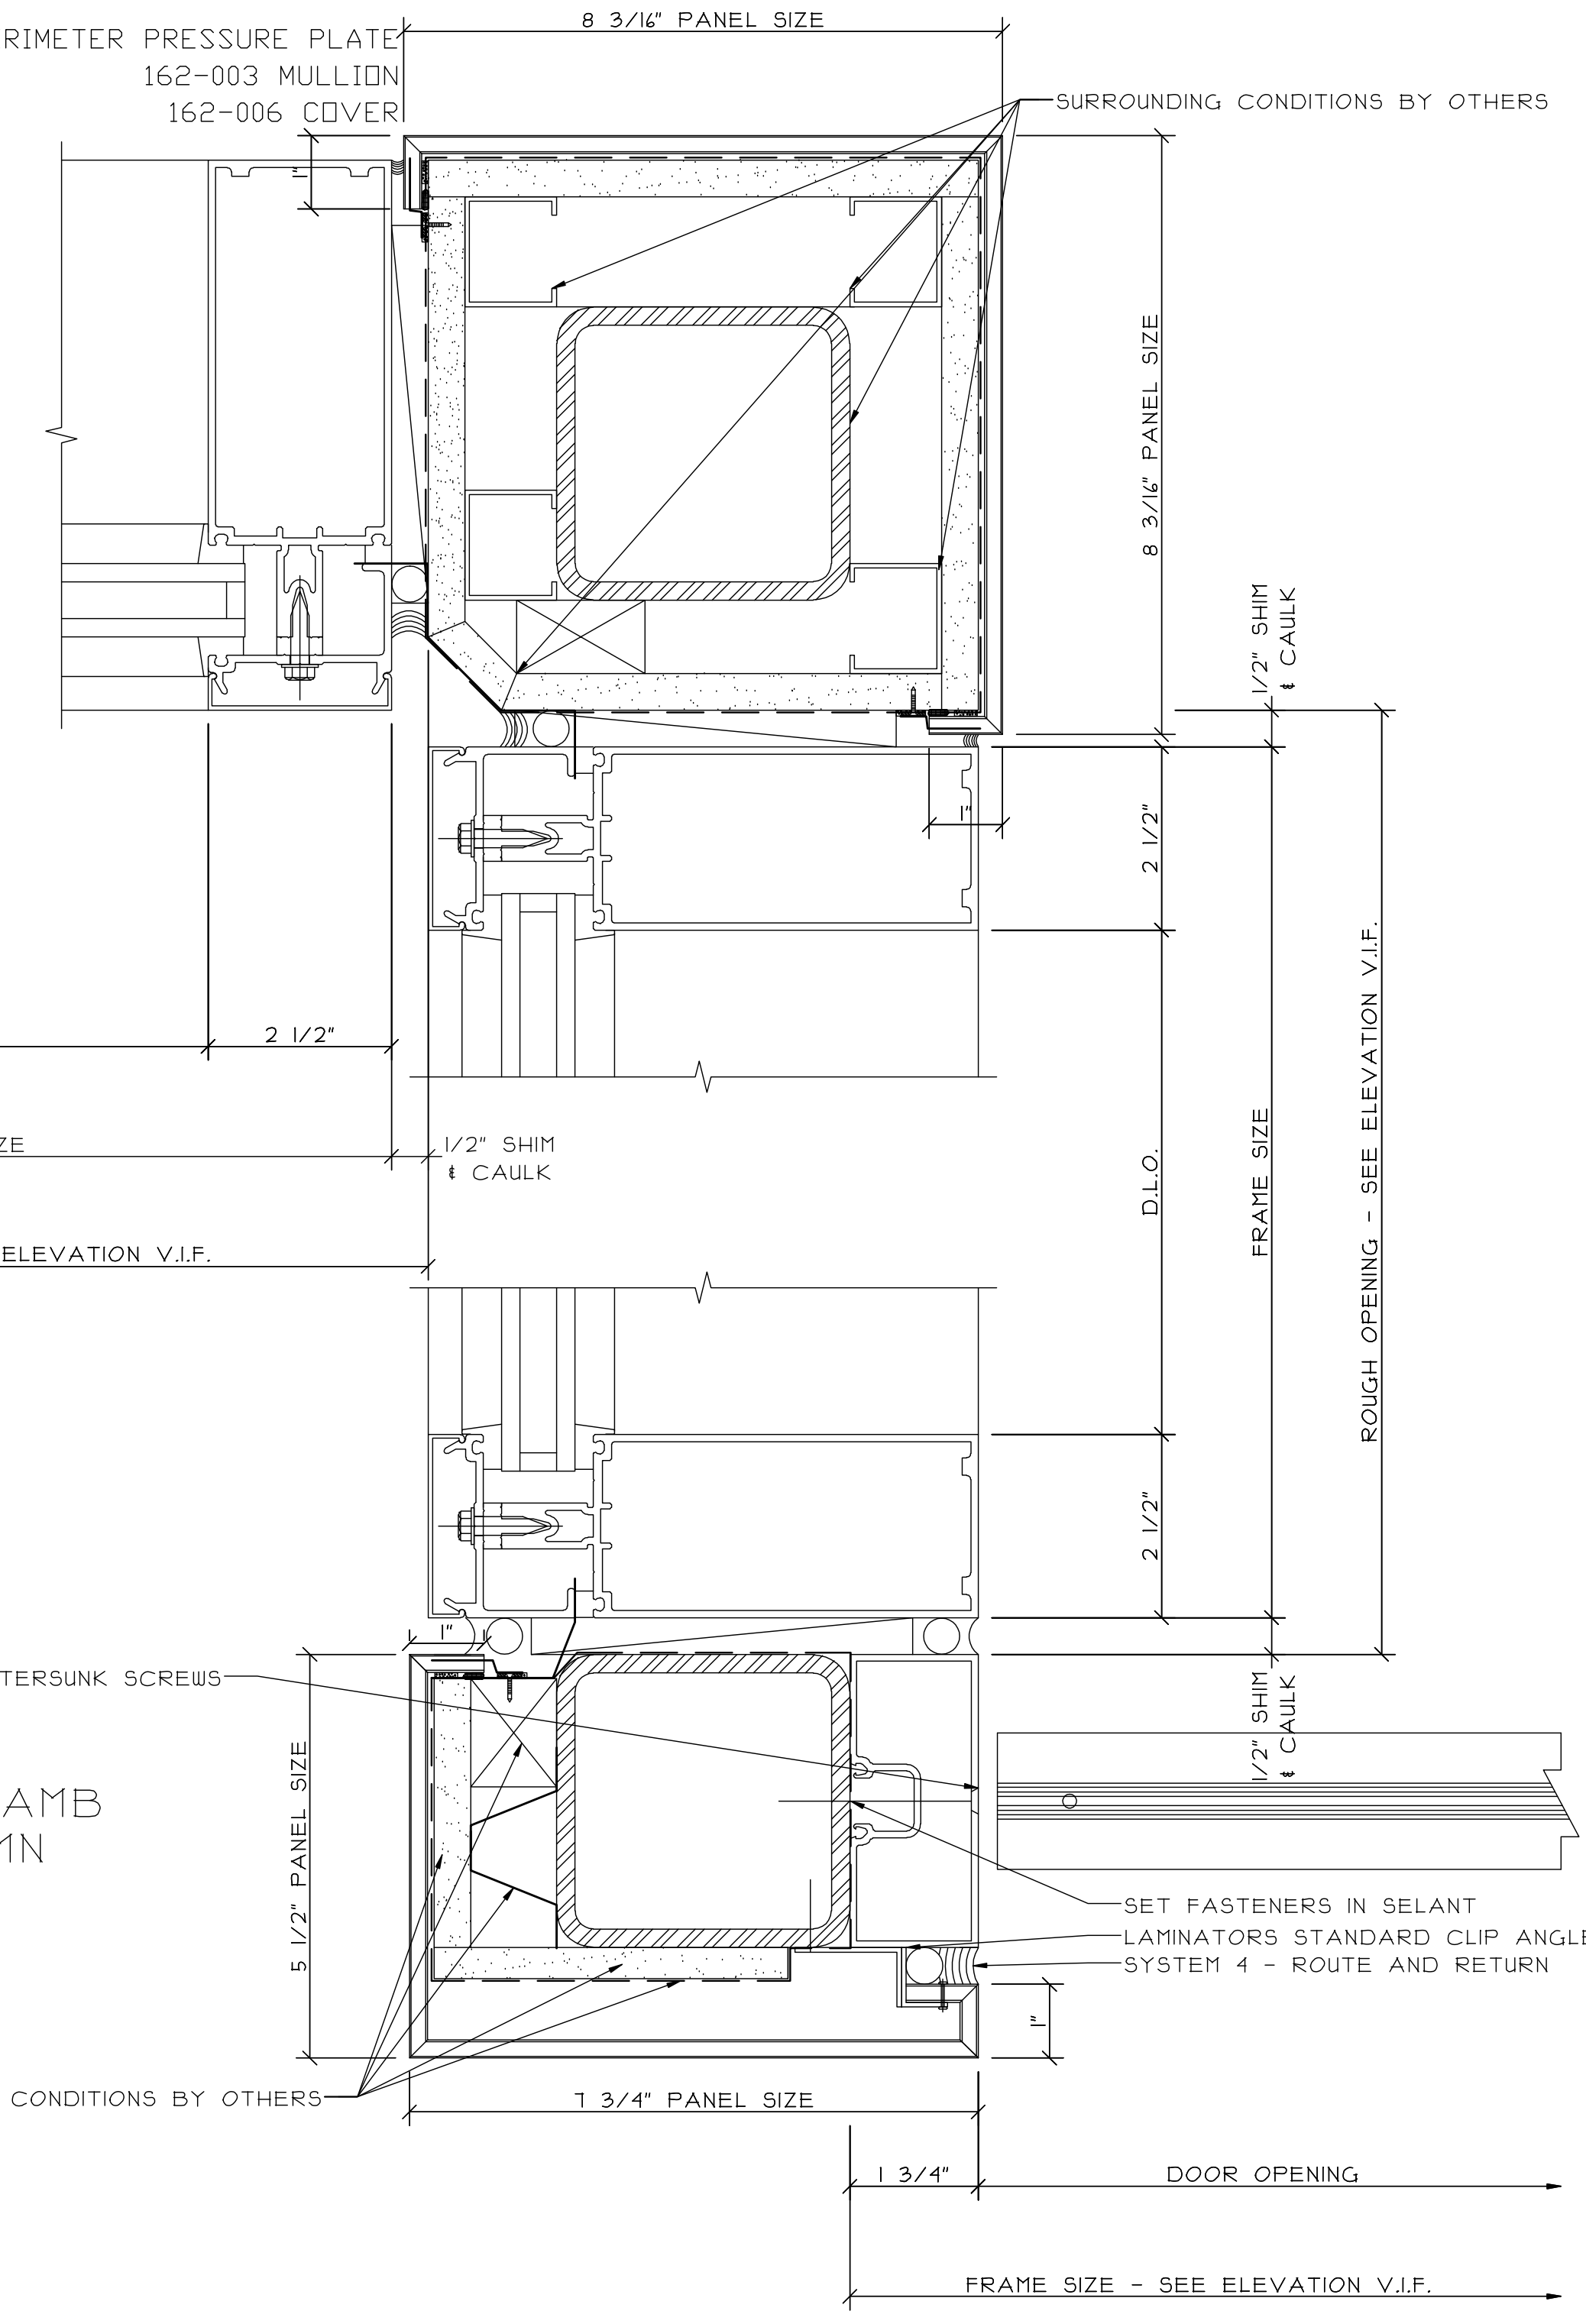 8 3/16" PANEL SIZE
RIMETER PRESSURE PLATE
162-003 MULLION
162-006 COVER
SURROUNDING CONDITIONS BY OTHERS
1"
8 3/16" PANEL SIZE
1/2" SHIM
& CAULK
1"
2 1/2"
ROUGH OPENING - SEE ELEVATION V.I.F.
2 1/2"
1/2" SHIM
& CAULK
ZE
D.L.O.
FRAME SIZE
ELEVATION V.I.F.
2 1/2"
1"
TERSUNK SCREWS
1/2" SHIM
& CAULK
5 1/2" PANEL SIZE
AMB
MN
SET FASTENERS IN SELANT
LAMINATORS STANDARD CLIP ANGLE
SYSTEM 4 - ROUTE AND RETURN
1"
CONDITIONS BY OTHERS
7 3/4" PANEL SIZE
1 3/4"
DOOR OPENING
FRAME SIZE - SEE ELEVATION V.I.F.